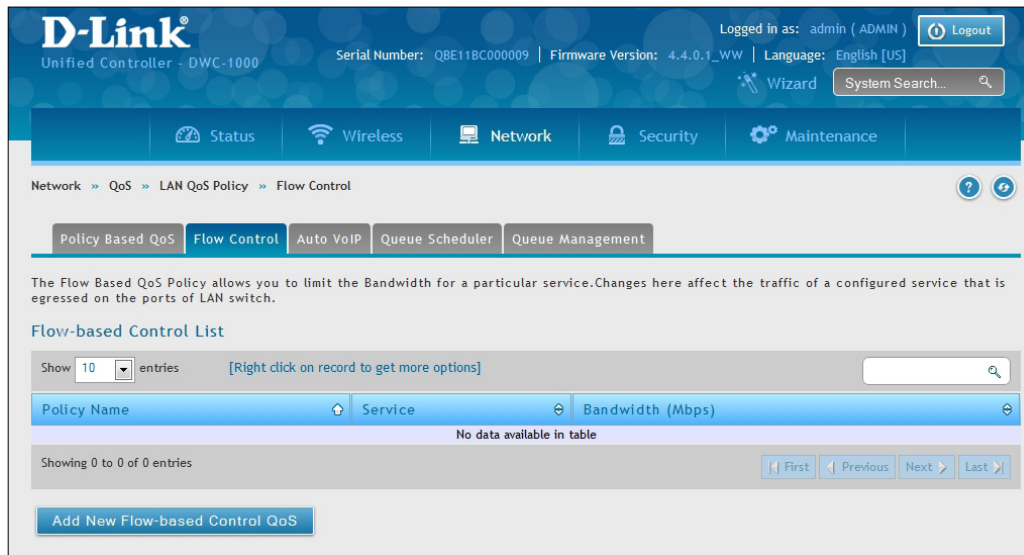 D-Link®
Unified Controller - DWC-1000
Logged in as: admin ( ADMIN )
Logout
Serial Number: QBE11BC000009 | Firmware Version: 4.4.0.1_WW | Language: English [US]
Wizard
System Search...
Status
Wireless
Network
Security
Maintenance
Network » QoS » LAN QoS Policy » Flow Control
?
Policy Based QoS
Flow Control
Auto VoIP
Queue Scheduler
Queue Management
The Flow Based QoS Policy allows you to limit the Bandwidth for a particular service.Changes here affect the traffic of a configured service that is
egressed on the ports of LAN switch.
Flow-based Control List
Show 10 entries
[Right click on record to get more options]
Policy Name
Service
Bandwidth (Mbps)
No data available in table
Showing 0 to 0 of 0 entries
First
Previous
Next
Last
Add New Flow-based Control QoS